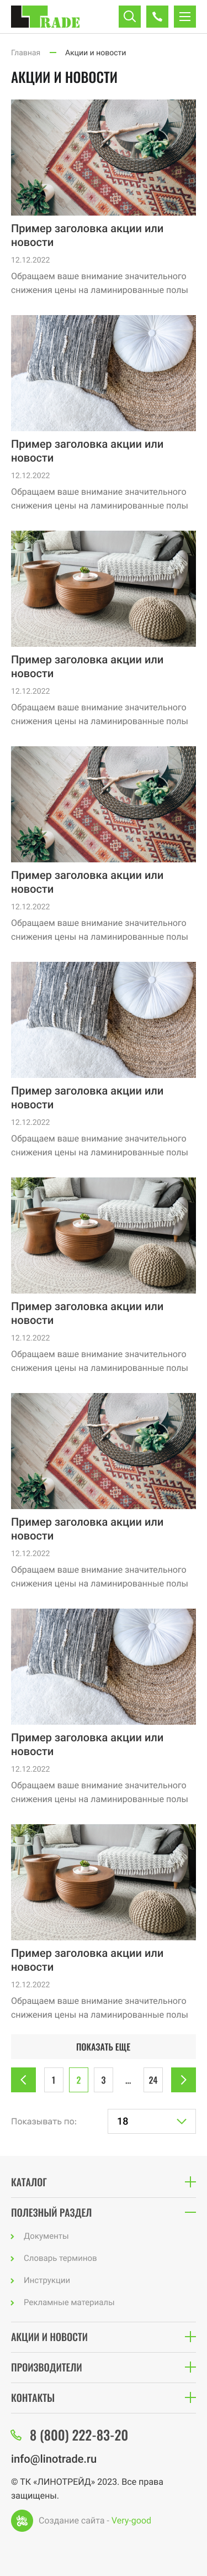 TRADE
Главная — Акции и новости
АКЦИИ И НОВОСТИ
Пример заголовка акции или
новости
12.12.2022
Обращаем ваше внимание значительного
снижения цены на ламинированные полы
Пример заголовка акции или
новости
12.12.2022
Обращаем ваше внимание значительного
снижения цены на ламинированные полы
Пример заголовка акции или
новости
12.12.2022
Обращаем ваше внимание значительного
снижения цены на ламинированные полы
Пример заголовка акции или
новости
12.12.2022
Обращаем ваше внимание значительного
снижения цены на ламинированные полы
Пример заголовка акции или
новости
12.12.2022
Обращаем ваше внимание значительного
снижения цены на ламинированные полы
Пример заголовка акции или
новости
12.12.2022
Обращаем ваше внимание значительного
снижения цены на ламинированные полы
Пример заголовка акции или
новости
12.12.2022
Обращаем ваше внимание значительного
снижения цены на ламинированные полы
Пример заголовка акции или
новости
12.12.2022
Обращаем ваше внимание значительного
снижения цены на ламинированные полы
Пример заголовка акции или
новости
12.12.2022
Обращаем ваше внимание значительного
снижения цены на ламинированные полы
ПОКАЗАТЬ ЕЩЕ
1 2 3 ... 24
Показывать по: 18
КАТАЛОГ
ПОЛЕЗНЫЙ РАЗДЕЛ
Документы
Словарь терминов
Инструкции
Рекламные материалы
АКЦИИ И НОВОСТИ
ПРОИЗВОДИТЕЛИ
КОНТАКТЫ
8 (800) 222-83-20
info@linotrade.ru
© ТК «ЛИНОТРЕЙД» 2023. Все права
защищены.
Создание сайта - Very-good